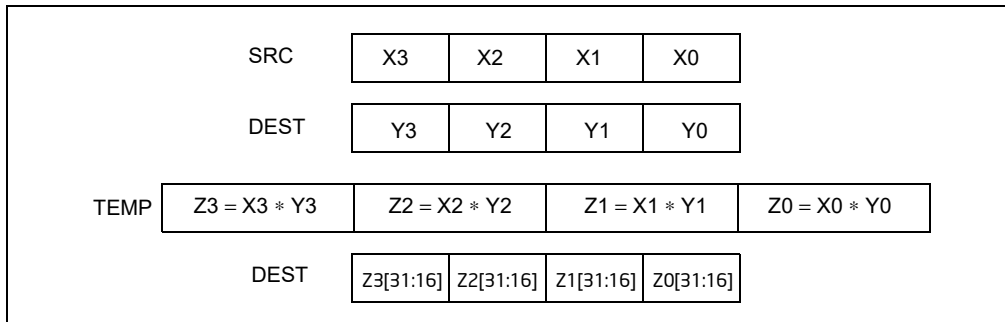 SRC X3 X2 X1 X0
DEST Y3 Y2 Y1 Y0
TEMP Z3 = X3 ∗ Y3 Z2 = X2 ∗ Y2 Z1 = X1 ∗ Y1 Z0 = X0 ∗ Y0
DEST Z3[31:16] Z2[31:16] Z1[31:16] Z0[31:16]